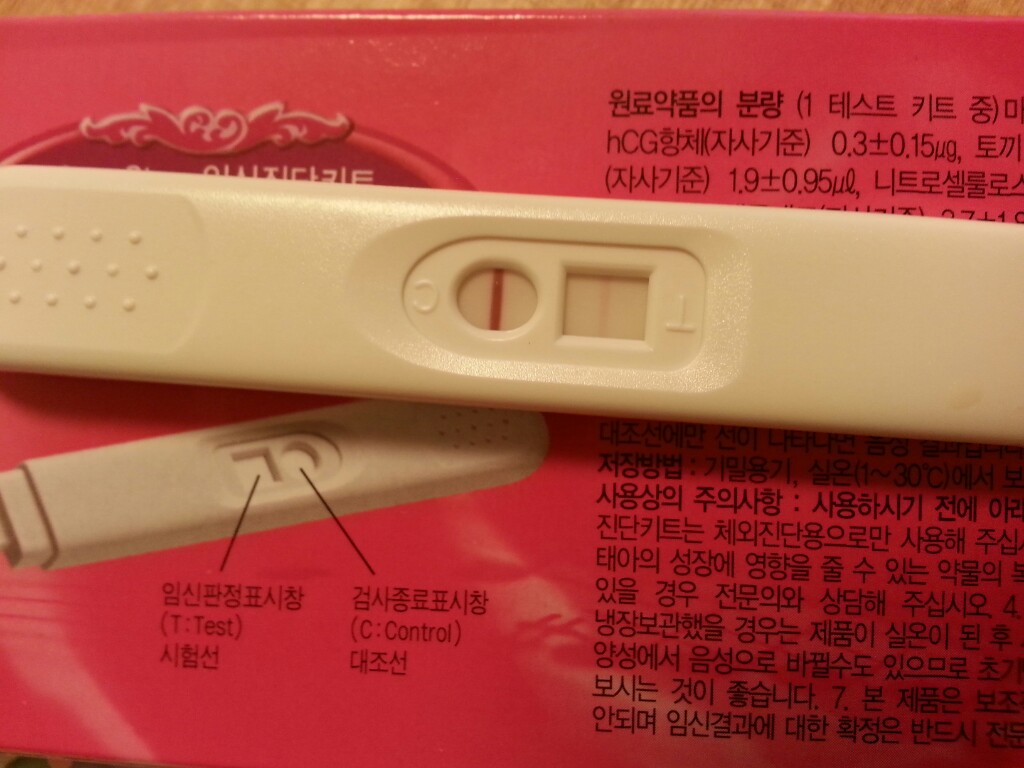 원료약품의 분량 (1 테스트 키트 중)
hCG항체(자사기준) 0.3±0.15㎍, 토끼
(자사기준) 1.9±0.95㎕, 니트로셀룰로스
임신진단키트
C
T
대조선에만 선이 나타나면 음성
저장방법 : 기밀용기, 실온(1~30℃)에서
사용상의 주의사항 : 사용하시기 전에
진단키트는 체외진단용으로만 사용해
태아의 성장에 영향을 줄 수 있는 약물의
있을 경우 전문의와 상담해 주십시오. 4.
냉장보관했을 경우는 제품이 실온이 된 후
양성에서 음성으로 바뀔수도 있으므로 초기
보시는 것이 좋습니다. 7. 본 제품은
안되며 임신결과에 대한 확정은 반드시
T C
임신판정표시창
(T:Test)
시험선
검사종료표시창
(C:Control)
대조선